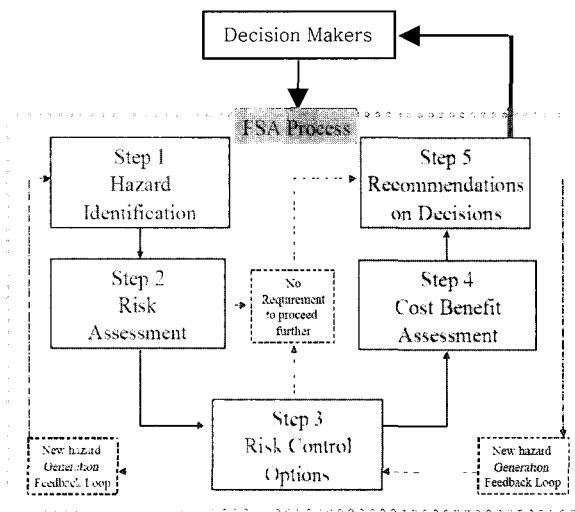 Decision Makers
FSA Process
Step 1
Hazard
Identification
Step 5
Recommendations
on Decisions
Step 2
Risk
Assessment
No
Requirement
to proceed
further
Step 4
Cost Benefit
Assessment
Step 3
Risk Control
Options
New hazard
Generation
Feedback Loop
New hazard
Generation
Feedback Loop